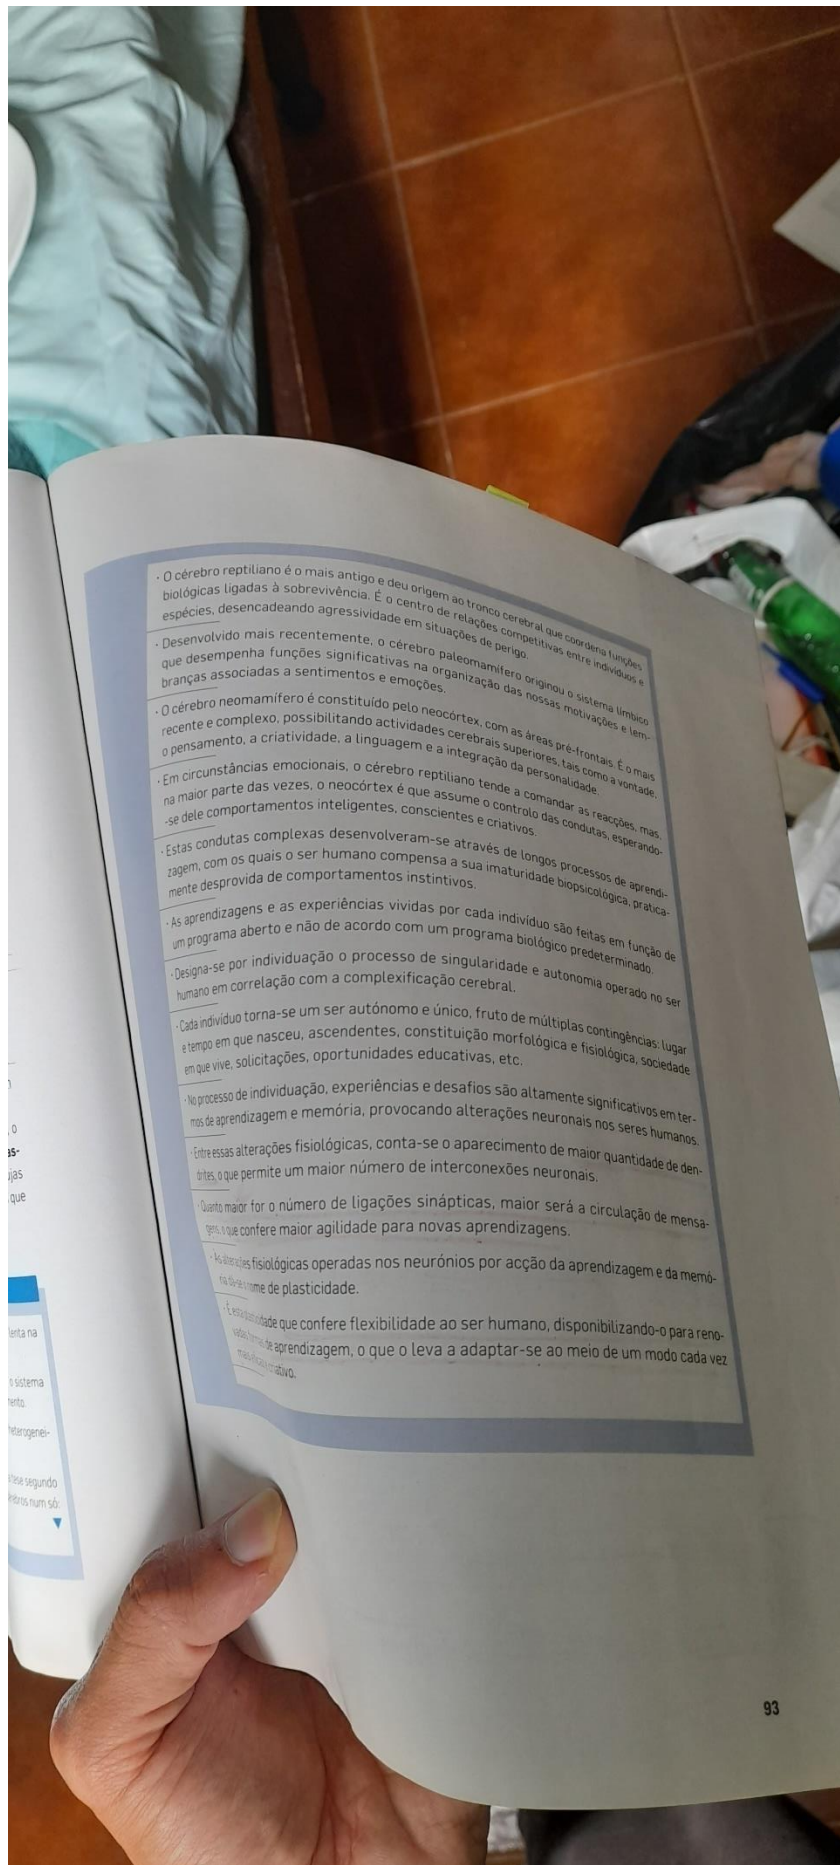 , o
as-
ujas
que
lenta na
o sistema
mento.
heterogenei-
a tese segundo
cérebros num só:
· O cérebro reptiliano é o mais antigo e deu origem ao tronco cerebral que coordena funções
biológicas ligadas à sobrevivência. É o centro de relações competitivas entre indivíduos e
espécies, desencadeando agressividade em situações de perigo.
· Desenvolvido mais recentemente, o cérebro paleomamífero originou o sistema límbico
que desempenha funções significativas na organização das nossas motivações e lem-
branças associadas a sentimentos e emoções.
· O cérebro neomamífero é constituído pelo neocórtex, com as áreas pré-frontais. É o mais
recente e complexo, possibilitando actividades cerebrais superiores, tais como a vontade,
o pensamento, a criatividade, a linguagem e a integração da personalidade.
· Em circunstâncias emocionais, o cérebro reptiliano tende a comandar as reacções, mas,
na maior parte das vezes, o neocórtex é que assume o controlo das condutas, esperando-
-se dele comportamentos inteligentes, conscientes e criativos.
· Estas condutas complexas desenvolveram-se através de longos processos de aprendi-
zagem, com os quais o ser humano compensa a sua imaturidade biopsicológica, pratica-
mente desprovida de comportamentos instintivos.
· As aprendizagens e as experiências vividas por cada indivíduo são feitas em função de
um programa aberto e não de acordo com um programa biológico predeterminado.
· Designa-se por individuação o processo de singularidade e autonomia operado no ser
humano em correlação com a complexificação cerebral.
· Cada indivíduo torna-se um ser autónomo e único, fruto de múltiplas contingências: lugar
e tempo em que nasceu, ascendentes, constituição morfológica e fisiológica, sociedade
em que vive, solicitações, oportunidades educativas, etc.
· No processo de individuação, experiências e desafios são altamente significativos em ter-
mos de aprendizagem e memória, provocando alterações neuronais nos seres humanos.
· Entre essas alterações fisiológicas, conta-se o aparecimento de maior quantidade de den-
drites, o que permite um maior número de interconexões neuronais.
· Quanto maior for o número de ligações sinápticas, maior será a circulação de mensa-
gens, o que confere maior agilidade para novas aprendizagens.
· As alterações fisiológicas operadas nos neurónios por acção da aprendizagem e da memó-
ria dá-se o nome de plasticidade.
· É esta plasticidade que confere flexibilidade ao ser humano, disponibilizando-o para reno-
vadas formas de aprendizagem, o que o leva a adaptar-se ao meio de um modo cada vez
mais eficaz e criativo.
93